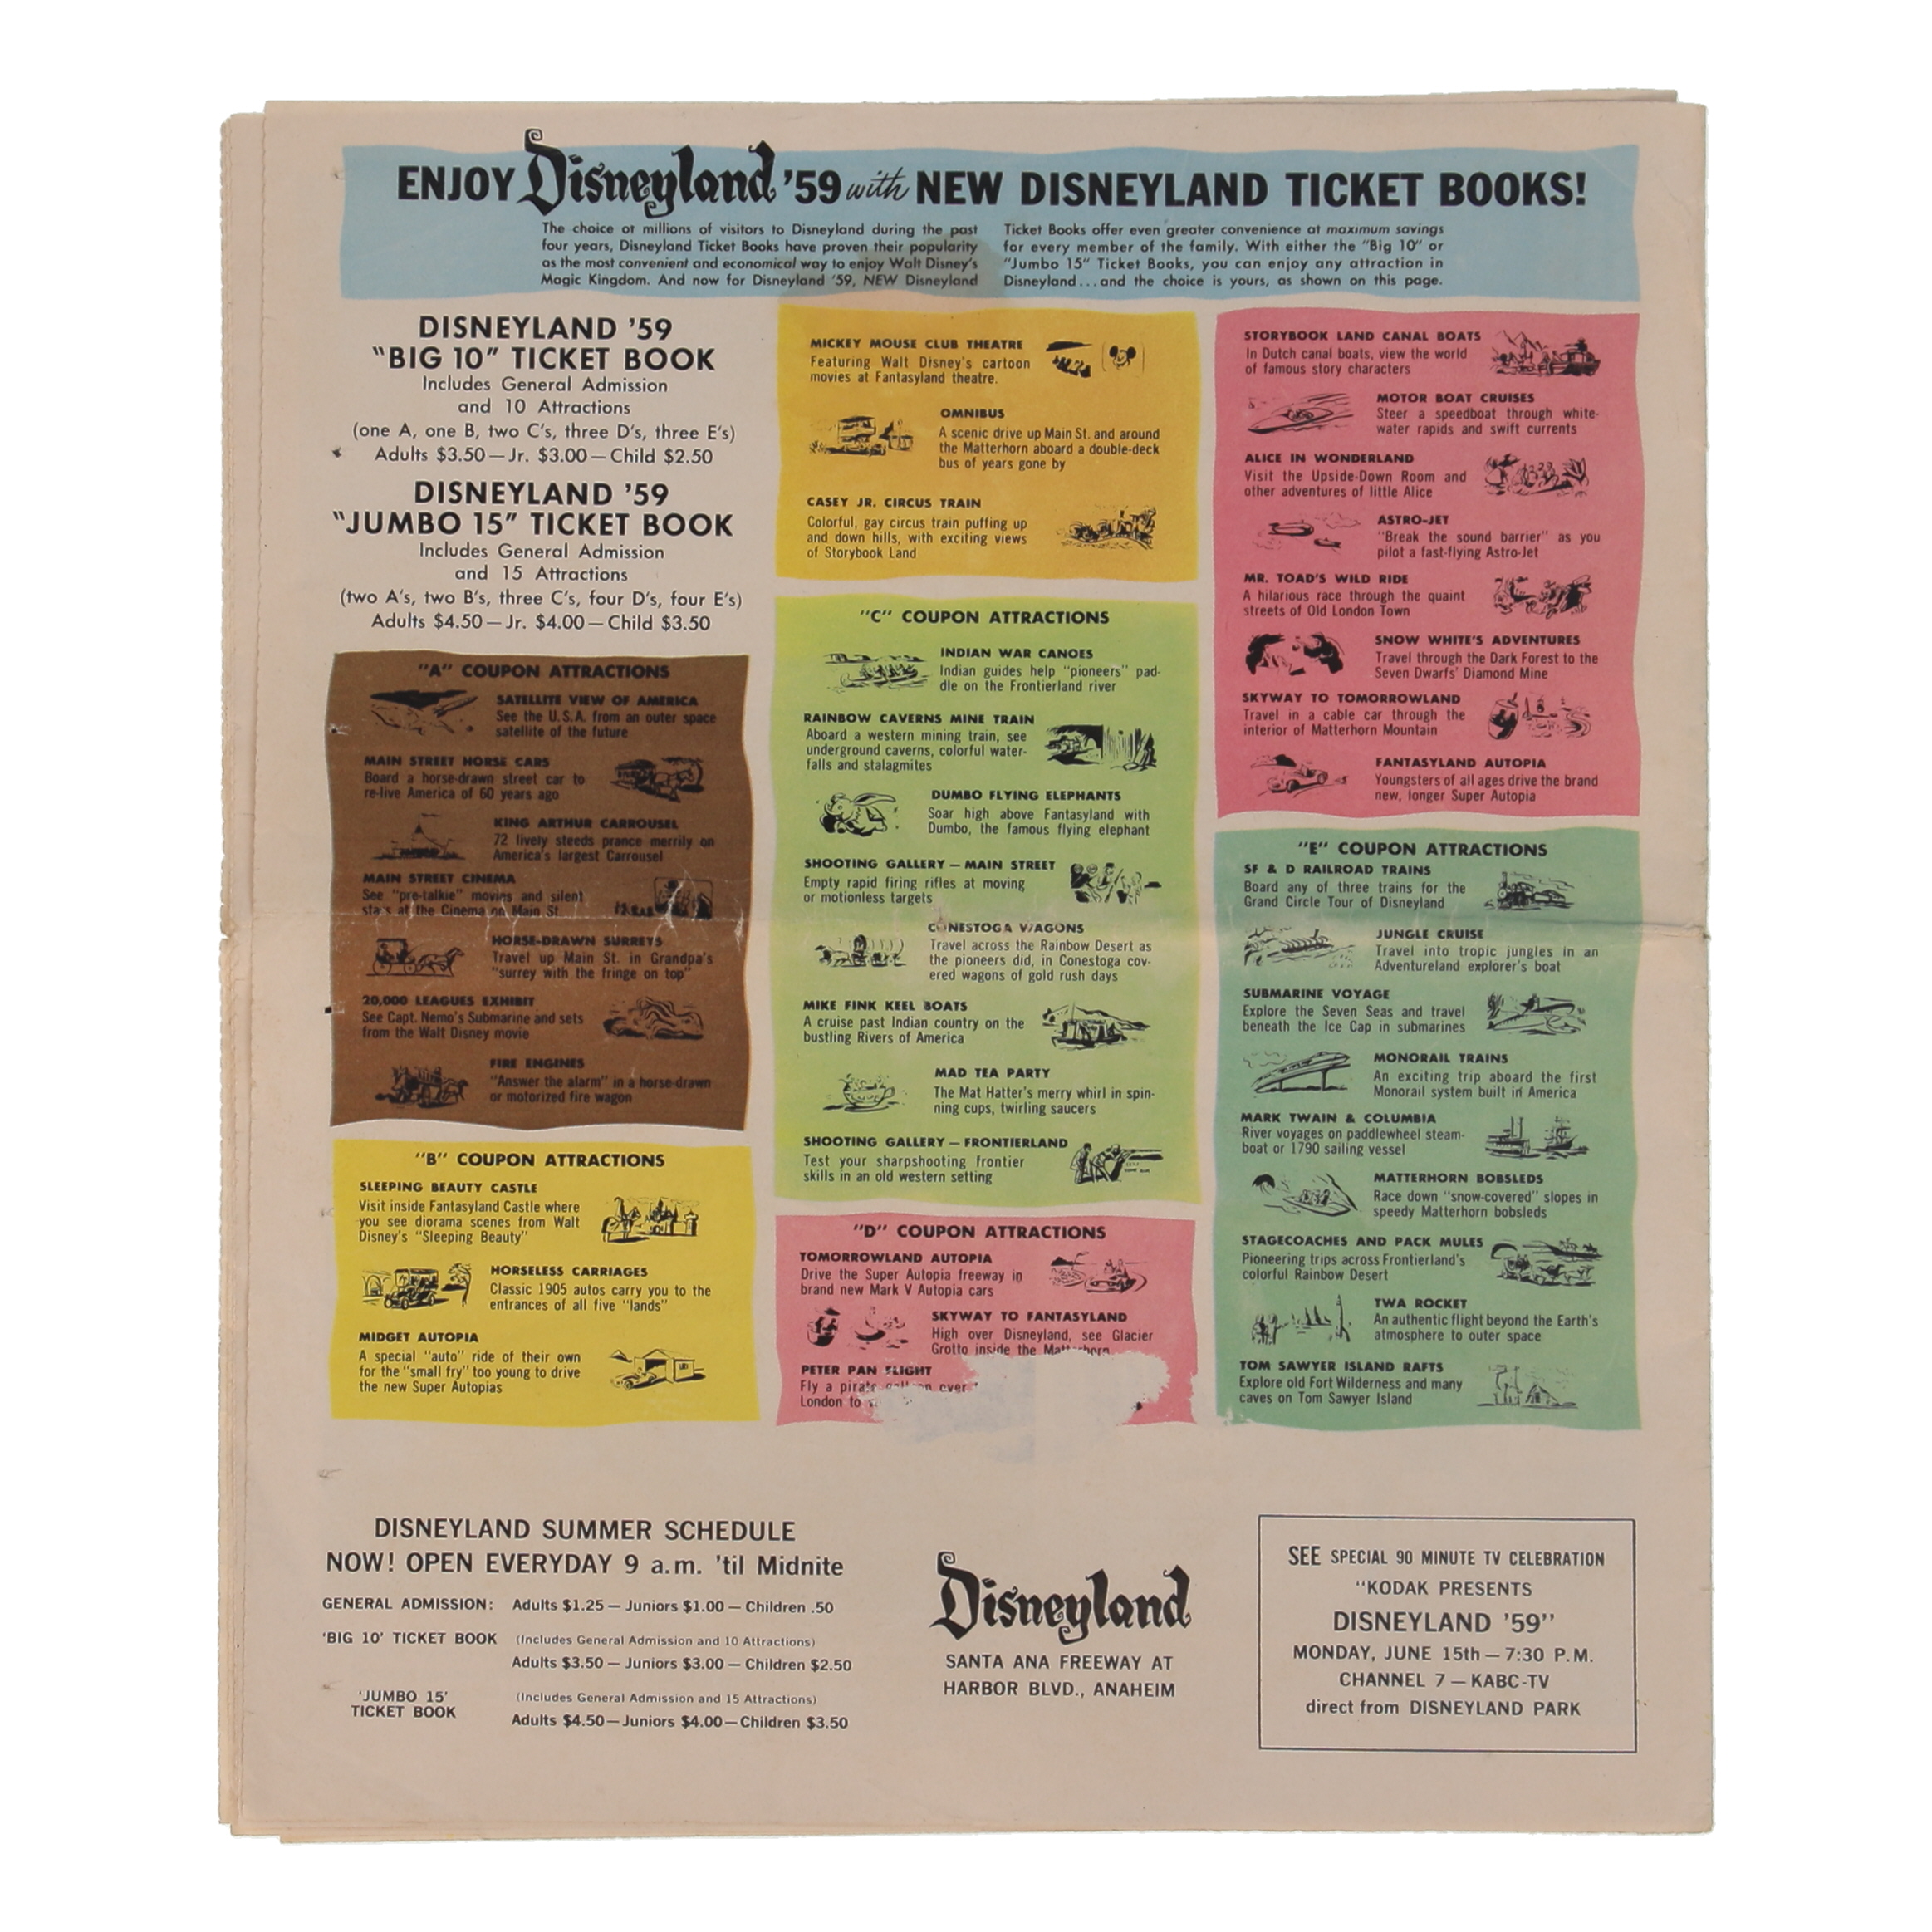 ENJOY Disneyland '59 with NEW DISNEYLAND TICKET BOOKS!
The choice of millions of visitors to Disneyland during the past
four years, Disneyland Ticket Books have proven their popularity
as the most convenient and economical way to enjoy Walt Disney's
Magic Kingdom. And now for Disneyland '59, NEW Disneyland
Ticket Books offer even greater convenience at maximum savings
for every member of the family. With either the "Big 10" or
"Jumbo 15" Ticket Books, you can enjoy any attraction in
Disneyland...and the choice is yours, as shown on this page.
DISNEYLAND '59
"BIG 10" TICKET BOOK
Includes General Admission
and 10 Attractions
(one A, one B, two C's, three D's, three E's)
Adults $3.50—Jr. $3.00—Child $2.50
DISNEYLAND '59
"JUMBO 15" TICKET BOOK
Includes General Admission
and 15 Attractions
(two A's, two B's, three C's, four D's, four E's)
Adults $4.50—Jr. $4.00—Child $3.50
"A" COUPON ATTRACTIONS
SATELLITE VIEW OF AMERICA
See the U.S.A. from an outer space
satellite of the future
MAIN STREET HORSE CARS
Board a horse-drawn street car to
re-live America of 60 years ago
KING ARTHUR CARROUSEL
72 lively steeds prance merrily on
America's largest Carrousel
MAIN STREET CINEMA
See "pre-talkie" movies and silent
stars at the Cinema on Main St.
HORSE-DRAWN SURREYS
Travel up Main St. in Grandpa's
"surrey with the fringe on top"
20,000 LEAGUES EXHIBIT
See Capt. Nemo's Submarine and sets
from the Walt Disney movie
FIRE ENGINES
"Answer the alarm" in a horse-drawn
or motorized fire wagon
"B" COUPON ATTRACTIONS
SLEEPING BEAUTY CASTLE
Visit inside Fantasyland Castle where
you see diorama scenes from Walt
Disney's "Sleeping Beauty"
HORSELESS CARRIAGES
Classic 1905 autos carry you to the
entrances of all five "lands"
MIDGET AUTOPIA
A special "auto" ride of their own
for the "small fry" too young to drive
the new Super Autopias
MICKEY MOUSE CLUB THEATRE
Featuring Walt Disney's cartoon
movies at Fantasyland theatre.
OMNIBUS
A scenic drive up Main St. and around
the Matterhorn aboard a double-deck
bus of years gone by
CASEY JR. CIRCUS TRAIN
Colorful, gay circus train puffing up
and down hills, with exciting views
of Storybook Land
"C" COUPON ATTRACTIONS
INDIAN WAR CANOES
Indian guides help "pioneers" pad-
dle on the Frontierland river
RAINBOW CAVERNS MINE TRAIN
Aboard a western mining train, see
underground caverns, colorful water-
falls and stalagmites
DUMBO FLYING ELEPHANTS
Soar high above Fantasyland with
Dumbo, the famous flying elephant
SHOOTING GALLERY — MAIN STREET
Empty rapid firing rifles at moving
or motionless targets
CONESTOGA WAGONS
Travel across the Rainbow Desert as
the pioneers did, in Conestoga cov-
ered wagons of gold rush days
MIKE FINK KEEL BOATS
A cruise past Indian country on the
bustling Rivers of America
MAD TEA PARTY
The Mat Hatter's merry whirl in spin-
ning cups, twirling saucers
SHOOTING GALLERY — FRONTIERLAND
Test your sharpshooting frontier
skills in an old western setting
"D" COUPON ATTRACTIONS
TOMORROWLAND AUTOPIA
Drive the Super Autopia freeway in
brand new Mark V Autopia cars
SKYWAY TO FANTASYLAND
High over Disneyland, see Glacier
Grotto inside the Matterhorn
PETER PAN FLIGHT
Fly a pirate galleon over
London to
STORYBOOK LAND CANAL BOATS
In Dutch canal boats, view the world
of famous story characters
MOTOR BOAT CRUISES
Steer a speedboat through white-
water rapids and swift currents
ALICE IN WONDERLAND
Visit the Upside-Down Room and
other adventures of little Alice
ASTRO-JET
"Break the sound barrier" as you
pilot a fast-flying Astro-Jet
MR. TOAD'S WILD RIDE
A hilarious race through the quaint
streets of Old London Town
SNOW WHITE'S ADVENTURES
Travel through the Dark Forest to the
Seven Dwarfs' Diamond Mine
SKYWAY TO TOMORROWLAND
Travel in a cable car through the
interior of Matterhorn Mountain
FANTASYLAND AUTOPIA
Youngsters of all ages drive the brand
new, longer Super Autopia
"E" COUPON ATTRACTIONS
SF & D RAILROAD TRAINS
Board any of three trains for the
Grand Circle Tour of Disneyland
JUNGLE CRUISE
Travel into tropic jungles in an
Adventureland explorer's boat
SUBMARINE VOYAGE
Explore the Seven Seas and travel
beneath the Ice Cap in submarines
MONORAIL TRAINS
An exciting trip aboard the first
Monorail system built in America
MARK TWAIN & COLUMBIA
River voyages on paddlewheel steam-
boat or 1790 sailing vessel
MATTERHORN BOBSLEDS
Race down "snow-covered" slopes in
speedy Matterhorn bobsleds
STAGECOACHES AND PACK MULES
Pioneering trips across Frontierland's
colorful Rainbow Desert
TWA ROCKET
An authentic flight beyond the Earth's
atmosphere to outer space
TOM SAWYER ISLAND RAFTS
Explore old Fort Wilderness and many
caves on Tom Sawyer Island
DISNEYLAND SUMMER SCHEDULE
NOW! OPEN EVERYDAY 9 a.m. 'til Midnite
GENERAL ADMISSION: Adults $1.25 — Juniors $1.00 — Children .50
'BIG 10' TICKET BOOK (Includes General Admission and 10 Attractions)
Adults $3.50 — Juniors $3.00 — Children $2.50
'JUMBO 15' TICKET BOOK (Includes General Admission and 15 Attractions)
Adults $4.50—Juniors $4.00—Children $3.50
Disneyland
SANTA ANA FREEWAY AT
HARBOR BLVD., ANAHEIM
SEE SPECIAL 90 MINUTE TV CELEBRATION
"KODAK PRESENTS
DISNEYLAND '59"
MONDAY, JUNE 15th — 7:30 P.M.
CHANNEL 7 — KABC-TV
direct from DISNEYLAND PARK